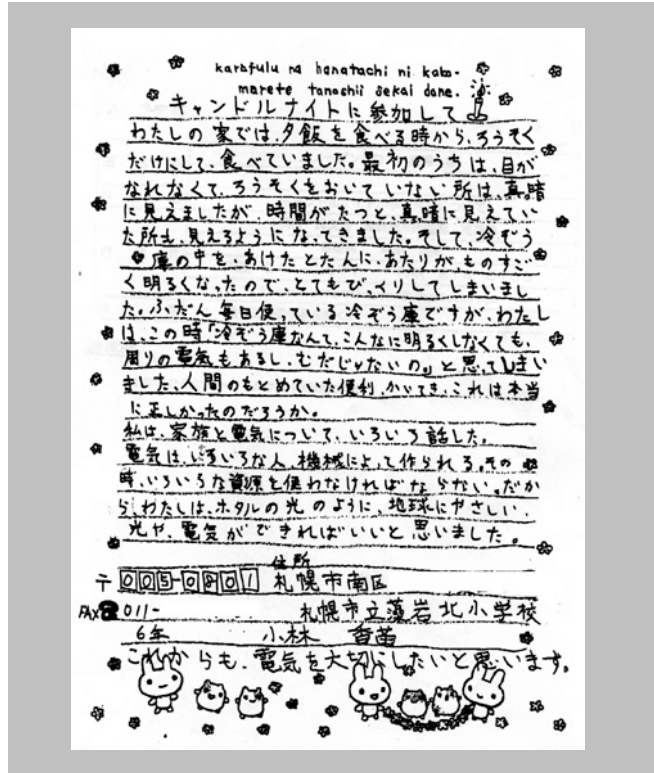 karafulu na hanatachi ni kako-
marete tanoshii sekai dane.
キャンドルナイトに参加して
わたしの家では、夕飯を食べる時から、ろうそく
だけにして、食べていました。最初のうちは、目が
なれなくて、ろうそくをおいていない所は、真暗
に見えましたが、時間がたつと、真暗に見えてい
た所も、見えるようになってきました。そして、冷ぞう
庫の中を、あけたとたんに、あたりが、ものすご
く明るくなったので、とてもびっくりしてしまいまし
た。ふだん毎日使っている冷ぞう庫ですが、わたし
は、この時「冷ぞう庫なんて、こんなに明るくしなくても、
周りの電気もあるし、むだじゃないの。」と思ってしまい
ました。人間のもとめていた便利、かいてき、これは本当
に正しかったのだろうか。
私は、家族と電気について、いろいろ話した。
電気は、いろいろな人、機械によって作られる。その
時、いろいろな資源を使わなければならない。だか
ら、わたしは、ホタルの光のように、地球にやさしい、
光や、電気ができればいいと思いました。
住所
〒005-0801 札幌市南区
FAX 011- 札幌市立藻岩北小学校
6年 小林 香苗
これからも、電気を大切にしたいと思います。